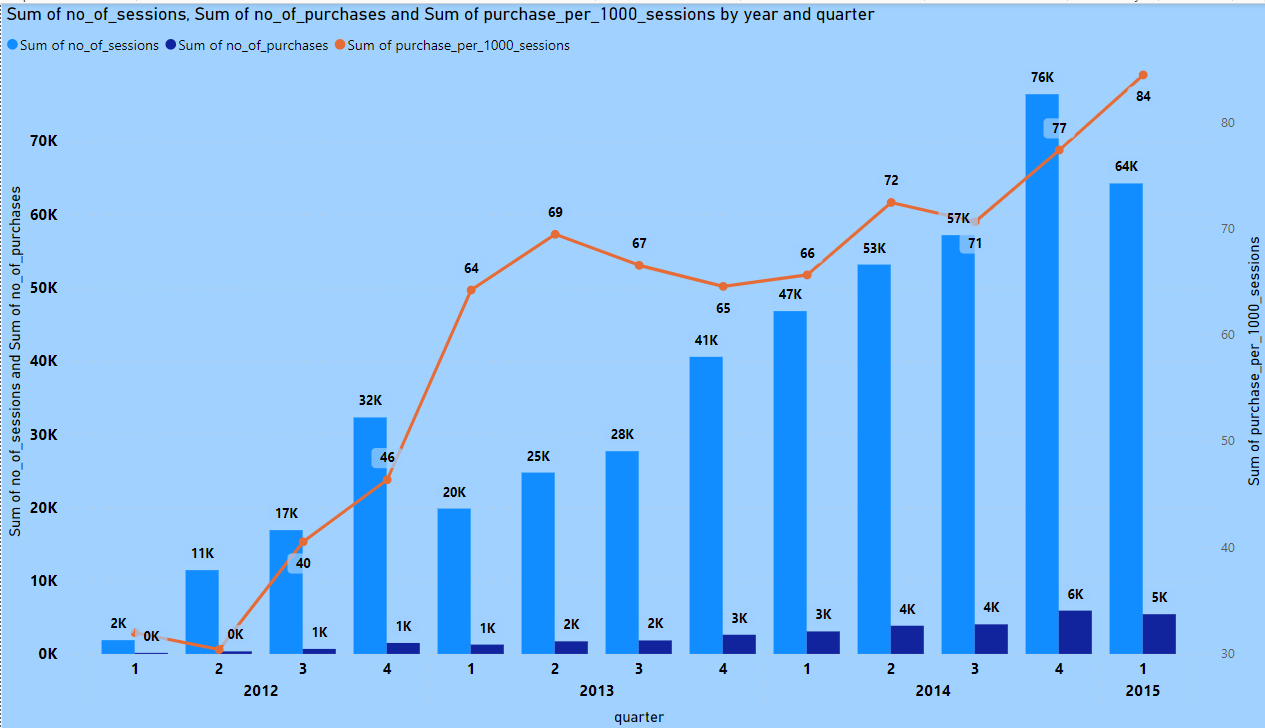 Sum of no_of_sessions, Sum of no_of_purchases and Sum of purchase_per_1000_sessions by year and quarter
Sum of no_of_sessions Sum of no_of_purchases Sum of purchase_per_1000_sessions
Sum of no_of_sessions and Sum of no_of_purchases
70K
60K
50K
40K
30K
20K
10K
0K
2K
0K
11K
0K
17K
40
1K
32K
46
1K
20K
64
1K
25K
69
2K
28K
67
2K
41K
65
3K
47K
66
3K
53K
72
4K
57K
71
4K
76K
77
6K
64K
84
5K
80
70
60
50
40
30
Sum of purchase_per_1000_sessions
1 2 3 4 1 2 3 4 1 2 3 4 1
2012 2013 2014 2015
quarter